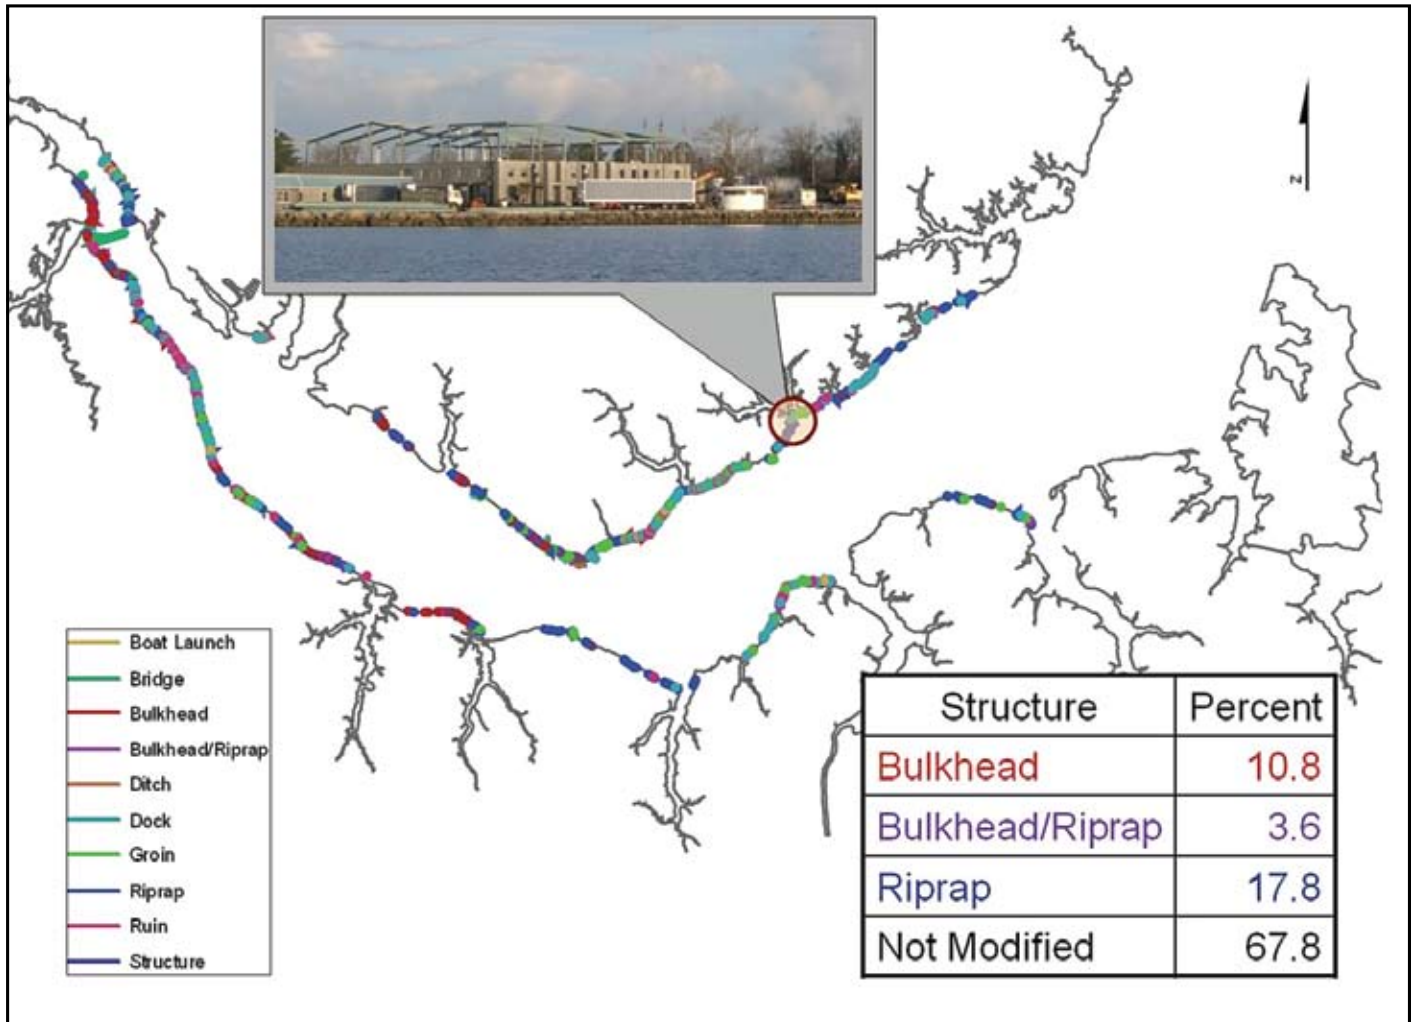 N
Boat Launch
Bridge
Bulkhead
Bulkhead/Riprap
Ditch
Dock
Groin
Riprap
Ruin
Structure
Structure Percent
Bulkhead 10.8
Bulkhead/Riprap 3.6
Riprap 17.8
Not Modified 67.8